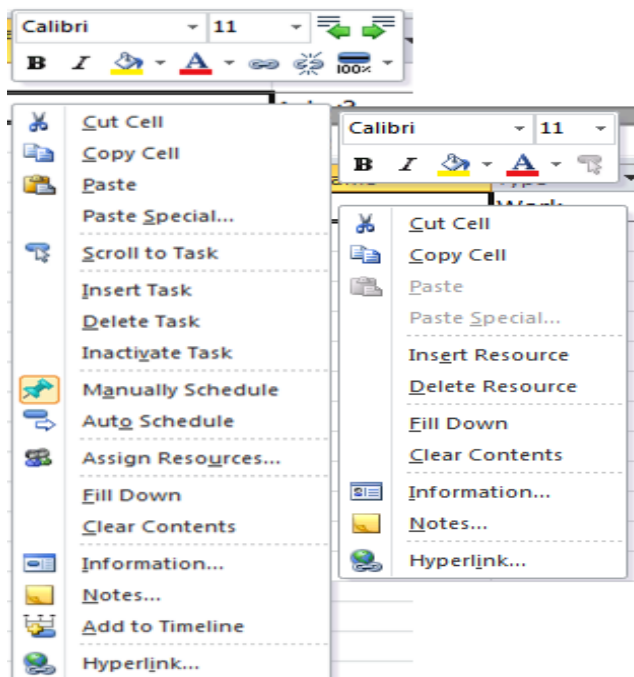 Calibri 11
100%
Cut Cell
Copy Cell
Paste
Paste Special...
Scroll to Task
Insert Task
Delete Task
Inactivate Task
Manually Schedule
Auto Schedule
Assign Resources...
Fill Down
Clear Contents
Information...
Notes...
Add to Timeline
Hyperlink...
Calibri 11
Cut Cell
Copy Cell
Paste
Paste Special...
Insert Resource
Delete Resource
Fill Down
Clear Contents
Information...
Notes...
Hyperlink...